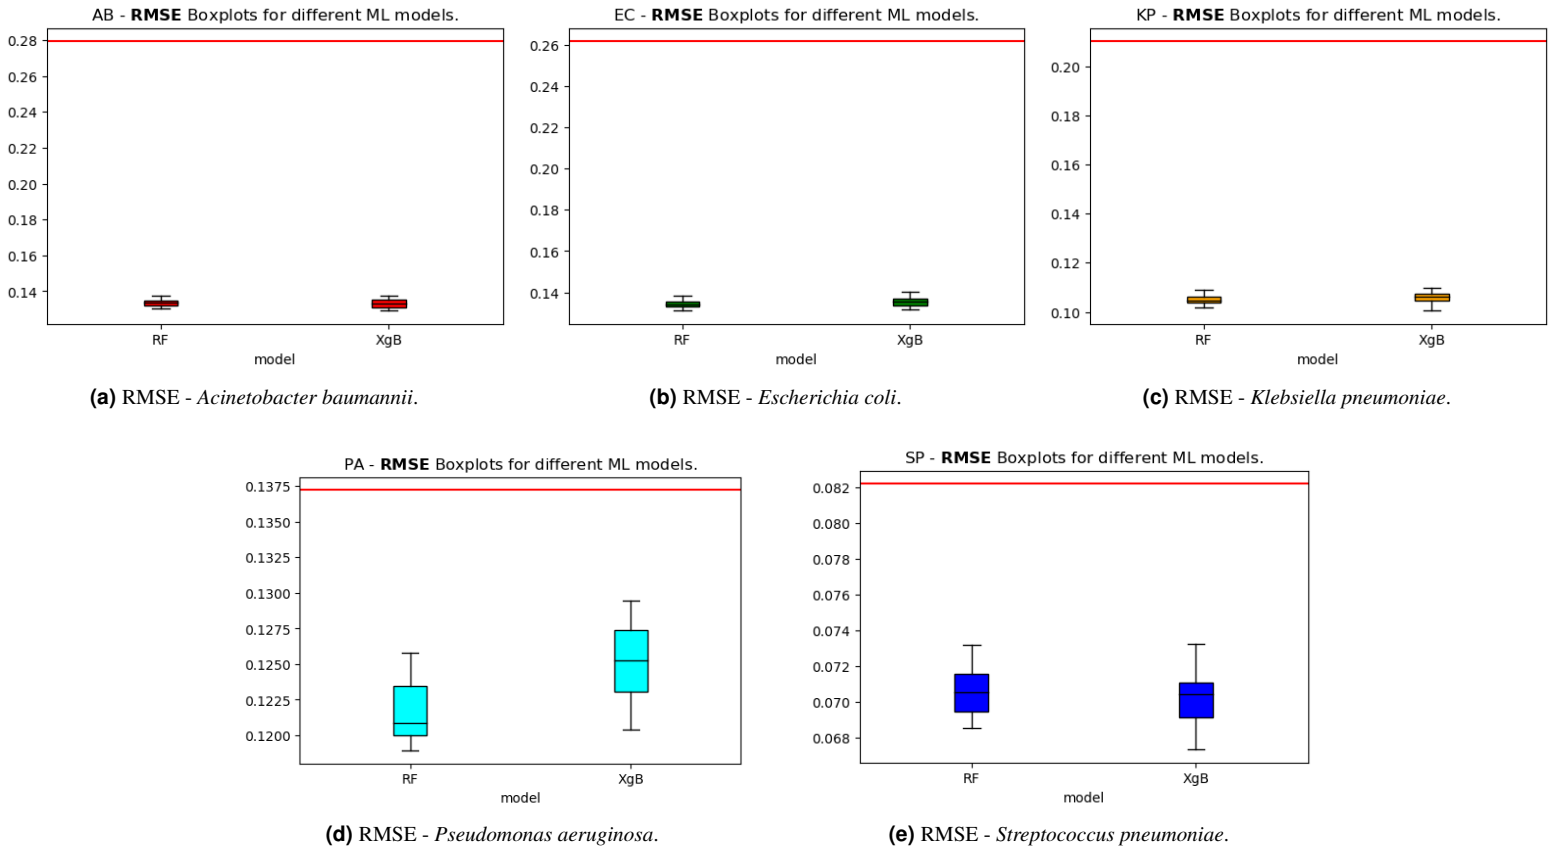 AB - RMSE Boxplots for different ML models.
0.28
0.26
0.24
0.22
0.20
0.18
0.16
0.14
RF
XgB
model
(a) RMSE - Acinetobacter baumannii.
EC - RMSE Boxplots for different ML models.
0.26
0.24
0.22
0.20
0.18
0.16
0.14
RF
XgB
model
(b) RMSE - Escherichia coli.
KP - RMSE Boxplots for different ML models.
0.20
0.18
0.16
0.14
0.12
0.10
RF
XgB
model
(c) RMSE - Klebsiella pneumoniae.
PA - RMSE Boxplots for different ML models.
0.1375
0.1350
0.1325
0.1300
0.1275
0.1250
0.1225
0.1200
RF
XgB
model
(d) RMSE - Pseudomonas aeruginosa.
SP - RMSE Boxplots for different ML models.
0.082
0.080
0.078
0.076
0.074
0.072
0.070
0.068
RF
XgB
model
(e) RMSE - Streptococcus pneumoniae.